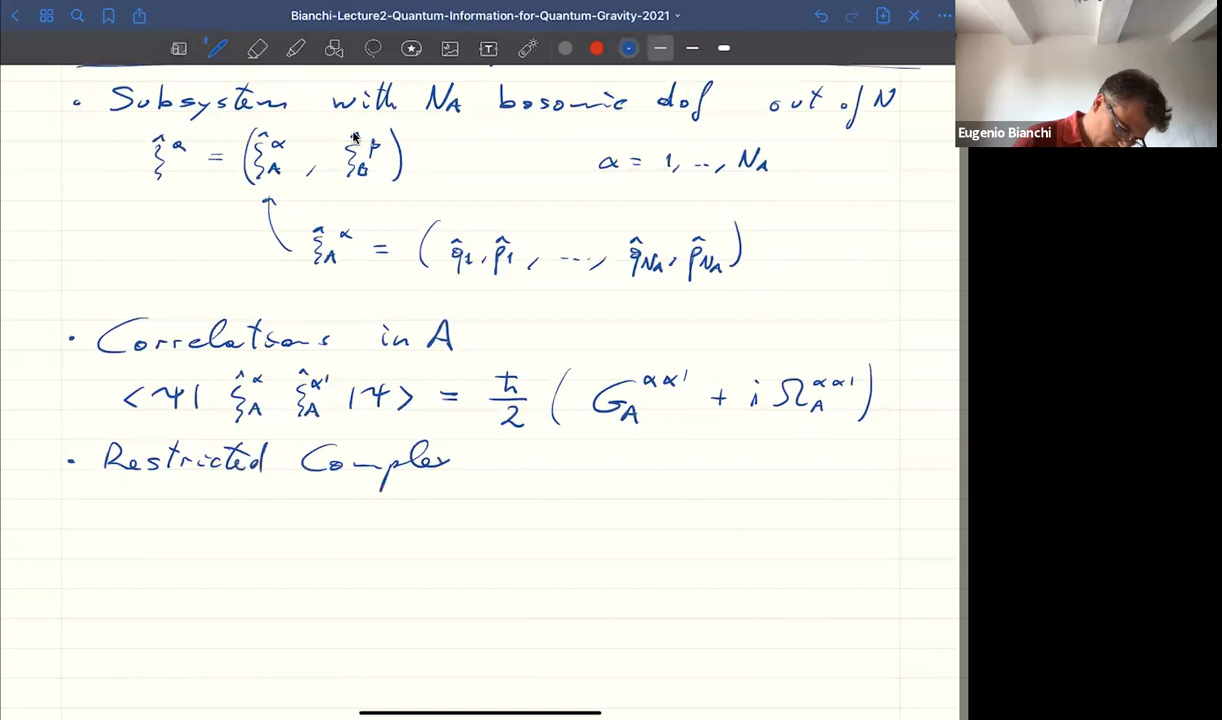 Bianchi-Lecture2-Quantum-Information-for-Quantum-Gravity-2021
Eugenio Bianchi
• Subsystem with N_A bosonic dof out of N
ξ̂^a = (ξ̂_A^α, ξ̂_B^β) α = 1, .., N_A
ξ̂_A^α = (q̂_1, p̂_1, ..., q̂_{N_A}, p̂_{N_A})
• Correlations in A
<ψ| ξ̂_A^α ξ̂_A^α' |ψ> = ħ/2 (G_A^αα' + i Ω_A^αα')
• Restricted Complex